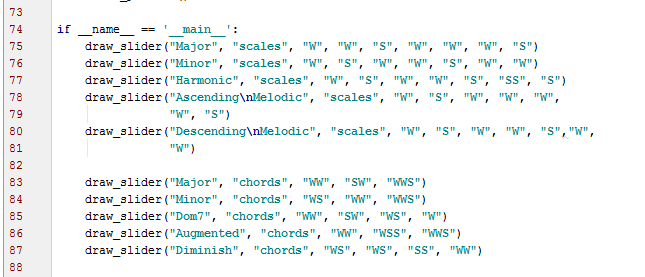 73
74 if __name__ == '__main__':
75 draw_slider("Major", "scales", "W", "W", "S", "W", "W", "W", "S")
76 draw_slider("Minor", "scales", "W", "S", "W", "W", "S", "W", "W")
77 draw_slider("Harmonic", "scales", "W", "S", "W", "W", "S", "SS", "S")
78 draw_slider("Ascending\nMelodic", "scales", "W", "S", "W", "W", "W",
79 "W", "S")
80 draw_slider("Descending\nMelodic", "scales", "W", "S", "W", "W", "S","W",
81 "W")
82
83 draw_slider("Major", "chords", "WW", "SW", "WWS")
84 draw_slider("Minor", "chords", "WS", "WW", "WWS")
85 draw_slider("Dom7", "chords", "WW", "SW", "WS", "W")
86 draw_slider("Augmented", "chords", "WW", "WSS", "WWS")
87 draw_slider("Diminish", "chords", "WS", "WS", "SS", "WW")
88